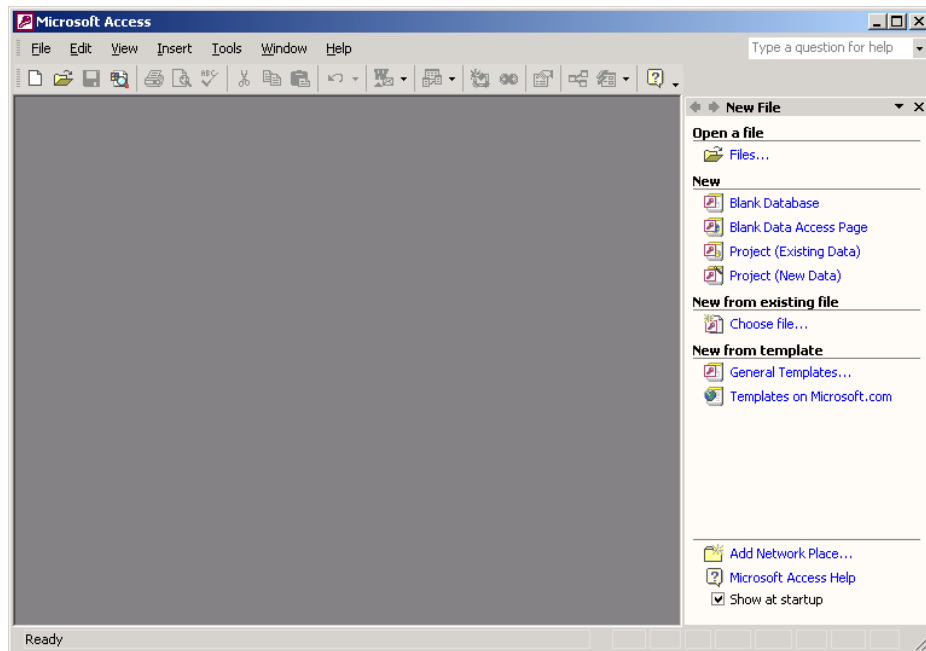 Microsoft Access
File Edit View Insert Tools Window Help
Type a question for help
New File
Open a file
Files...
New
Blank Database
Blank Data Access Page
Project (Existing Data)
Project (New Data)
New from existing file
Choose file...
New from template
General Templates...
Templates on Microsoft.com
Add Network Place...
Microsoft Access Help
Show at startup
Ready